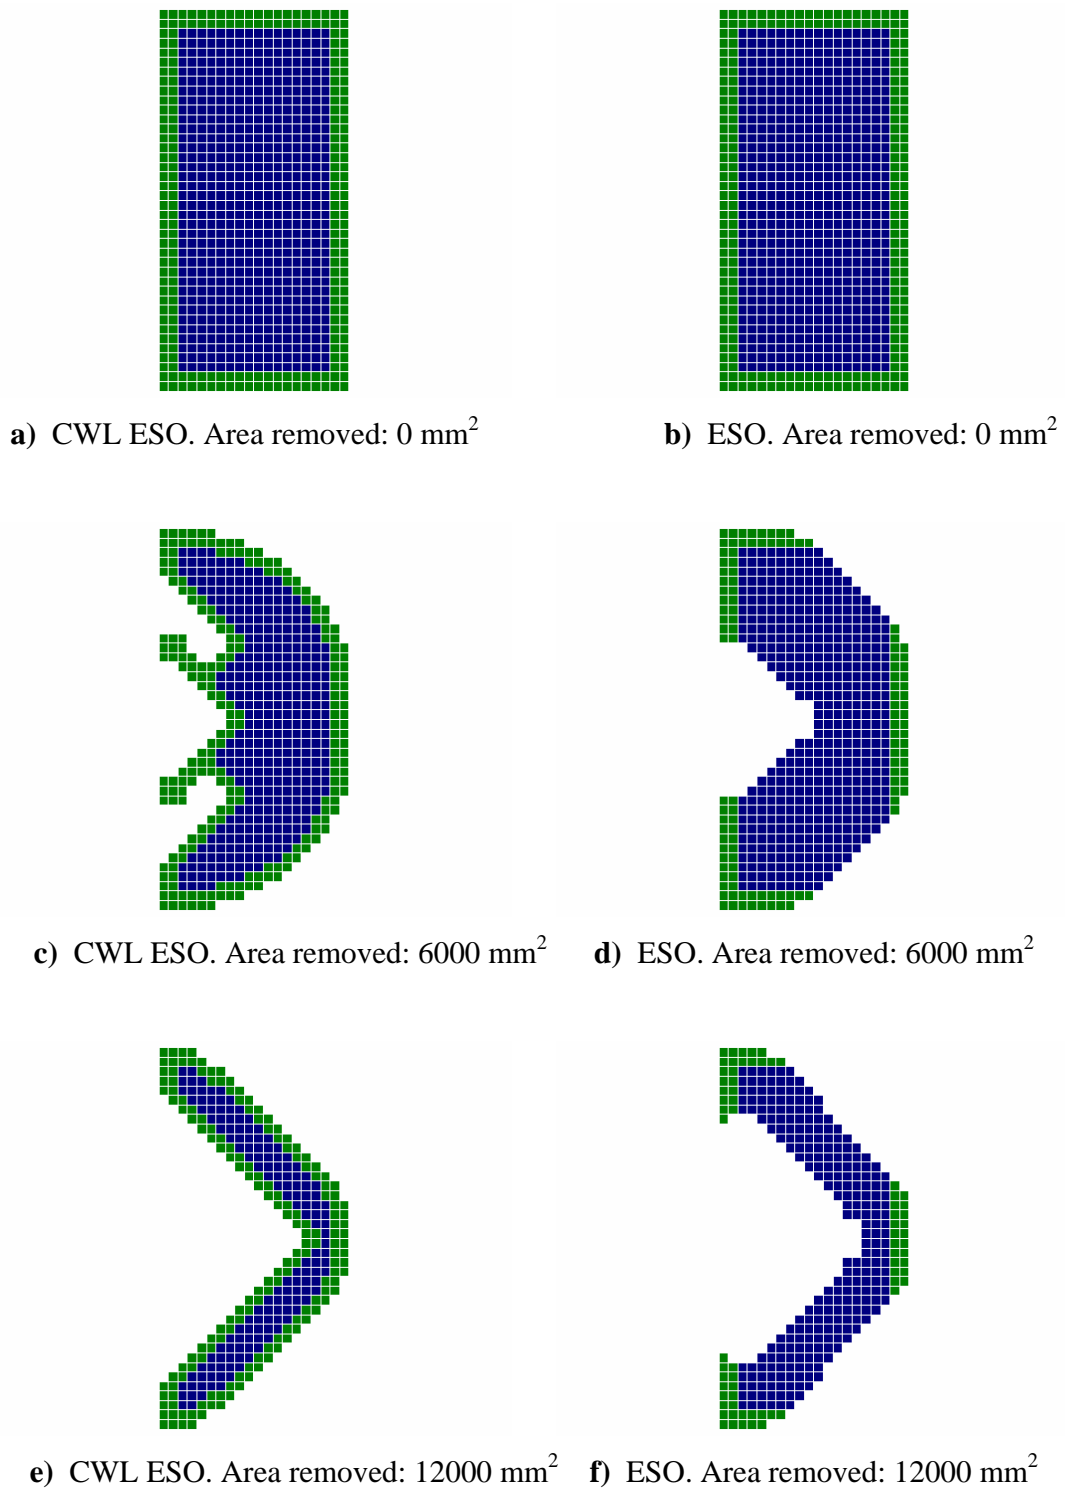 a) CWL ESO. Area removed: 0 mm²
b) ESO. Area removed: 0 mm²
c) CWL ESO. Area removed: 6000 mm²
d) ESO. Area removed: 6000 mm²
e) CWL ESO. Area removed: 12000 mm²
f) ESO. Area removed: 12000 mm²